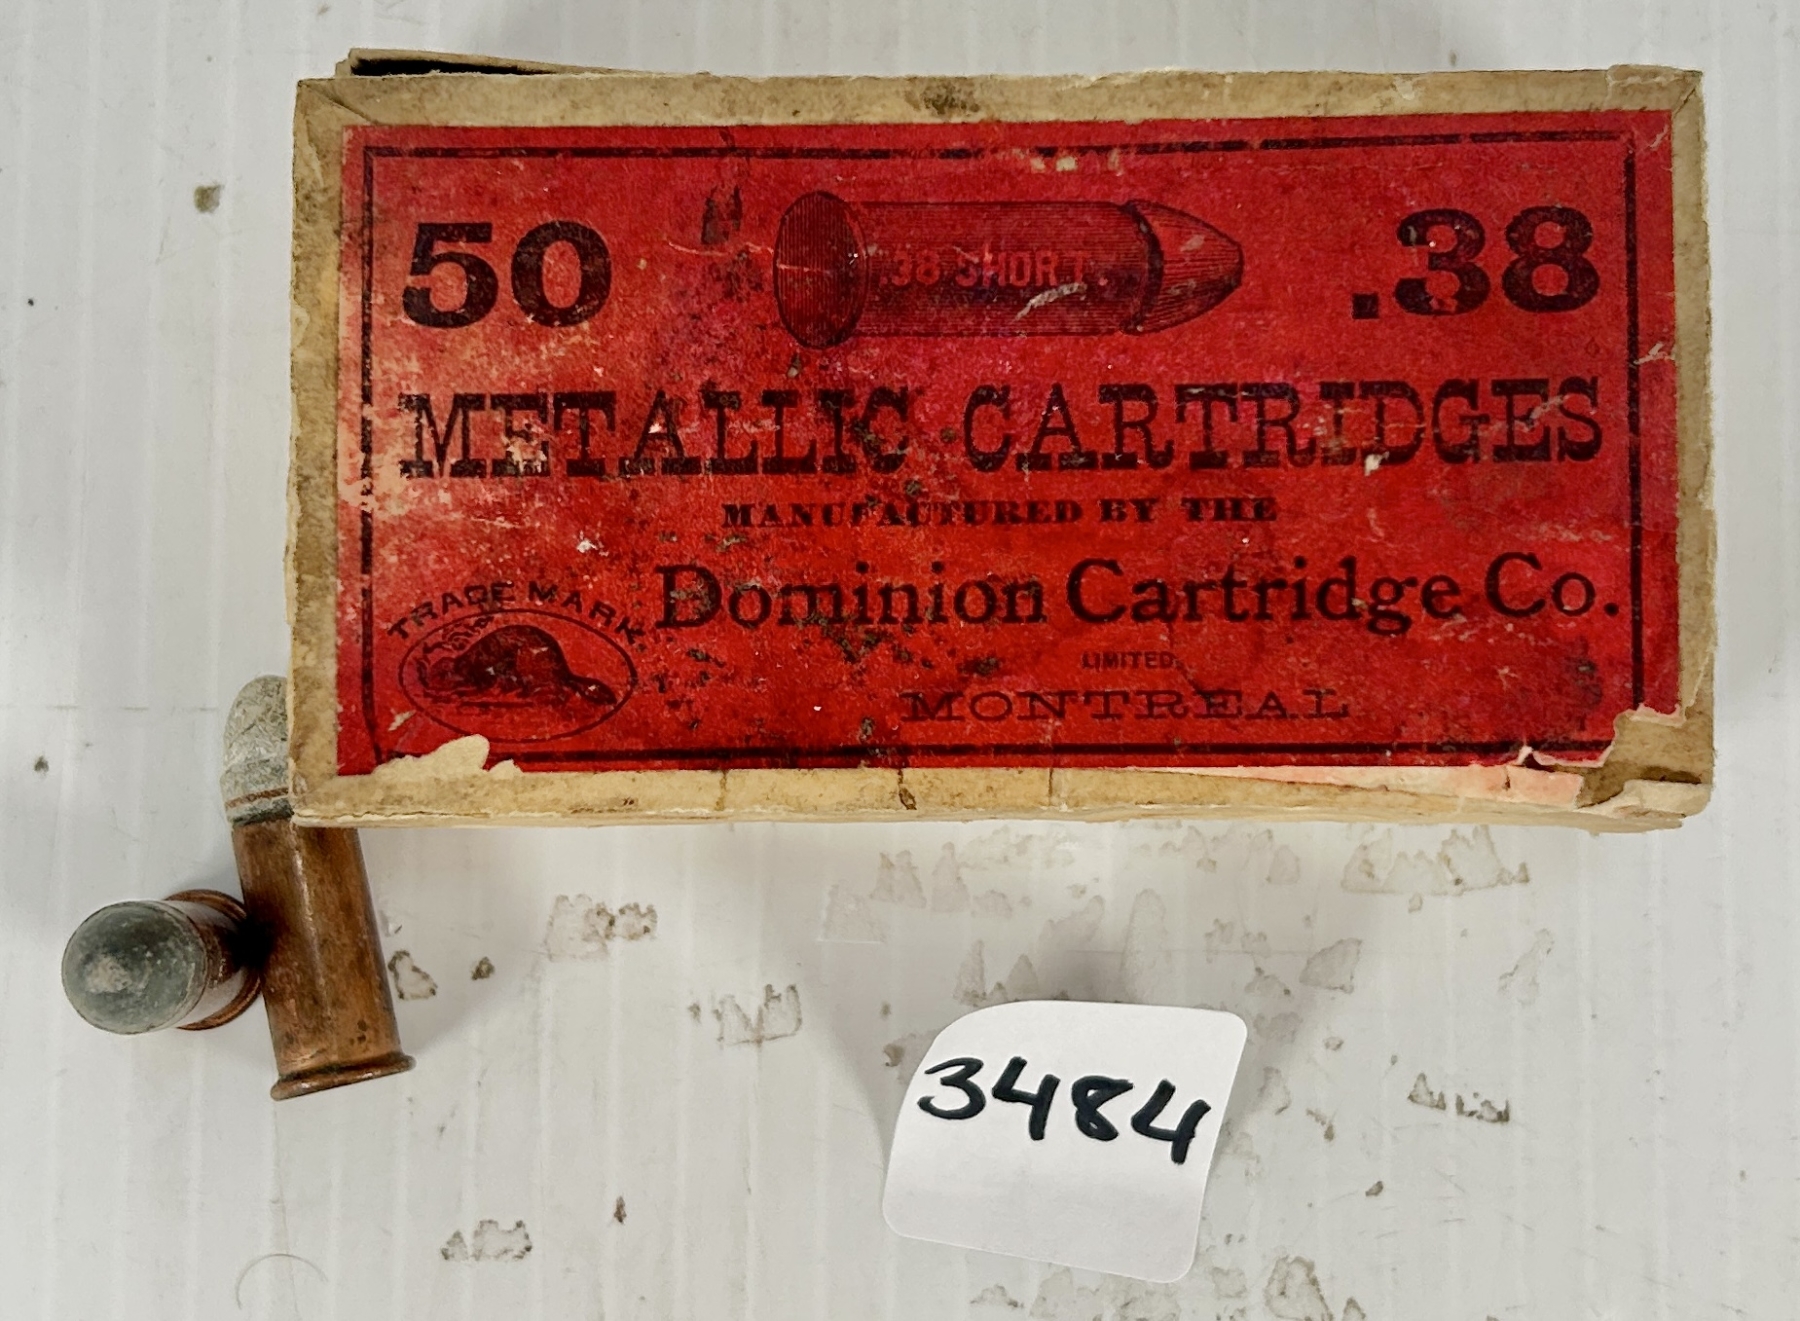 50 .38 SHORT. .38
METALLIC CARTRIDGES
MANUFACTURED BY THE
Dominion Cartridge Co.
LIMITED.
MONTREAL
TRADE MARK.
3484